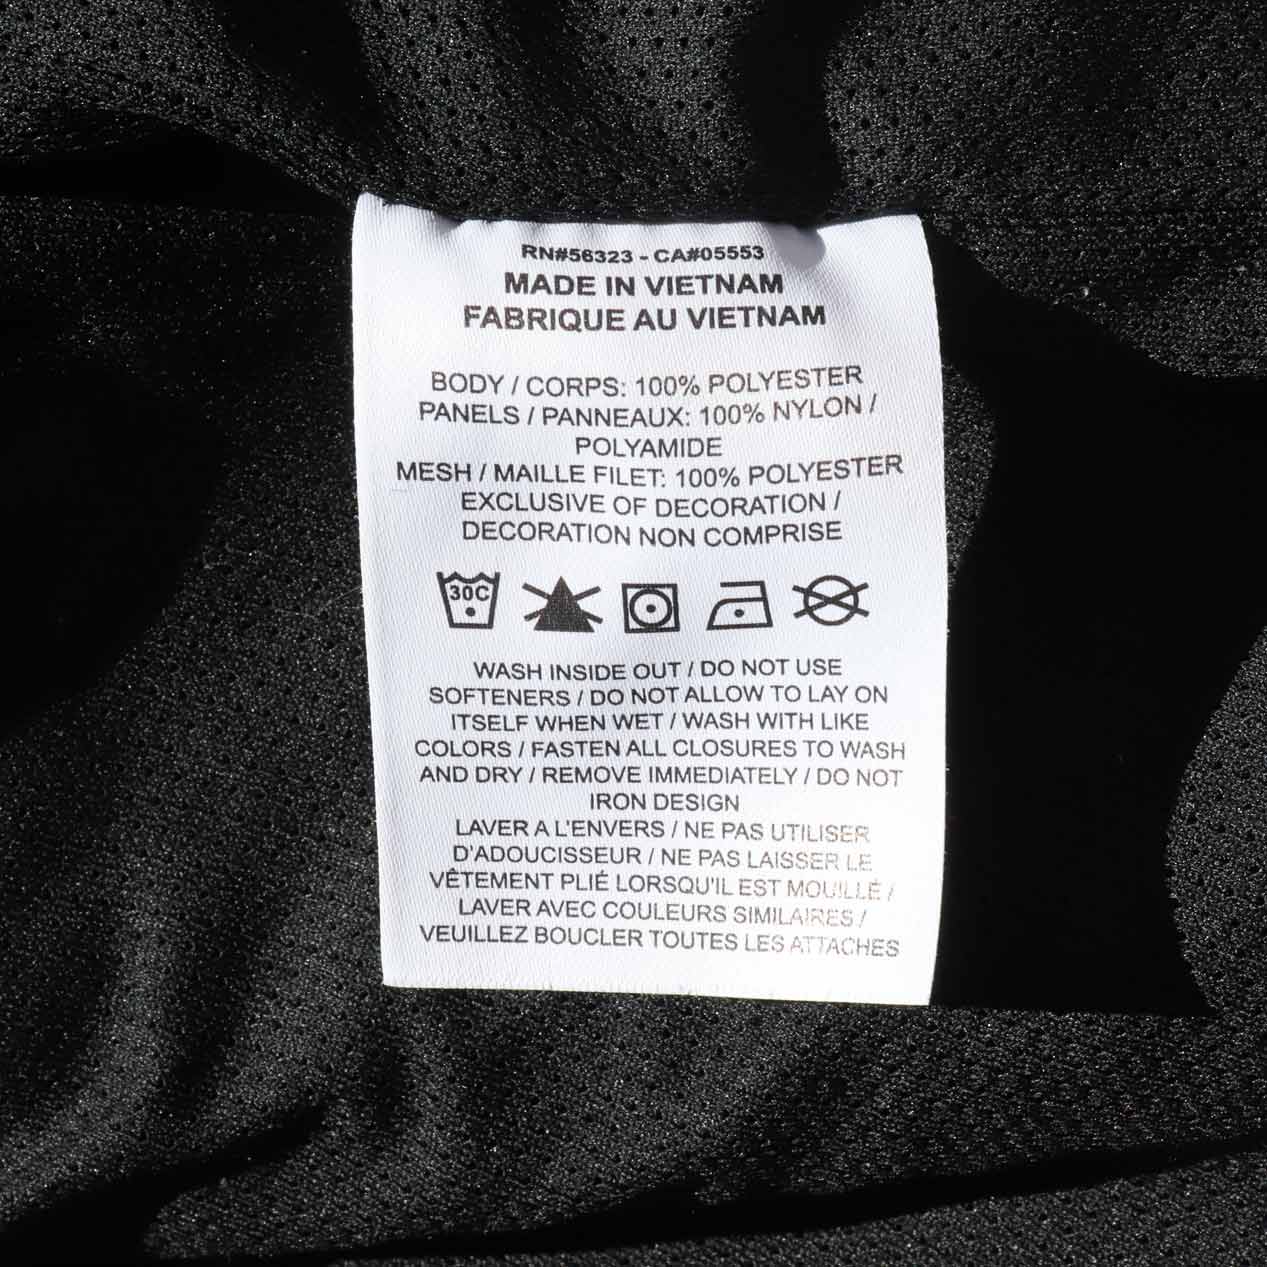 RN#56323 - CA#05553
MADE IN VIETNAM
FABRIQUE AU VIETNAM
BODY / CORPS: 100% POLYESTER
PANELS / PANNEAUX: 100% NYLON /
POLYAMIDE
MESH / MAILLE FILET: 100% POLYESTER
EXCLUSIVE OF DECORATION /
DECORATION NON COMPRISE
30C
WASH INSIDE OUT / DO NOT USE
SOFTENERS / DO NOT ALLOW TO LAY ON
ITSELF WHEN WET / WASH WITH LIKE
COLORS / FASTEN ALL CLOSURES TO WASH
AND DRY / REMOVE IMMEDIATELY / DO NOT
IRON DESIGN
LAVER A L'ENVERS / NE PAS UTILISER
D'ADOUCISSEUR / NE PAS LAISSER LE
VÊTEMENT PLIÉ LORSQU'IL EST MOUILLÉ /
LAVER AVEC COULEURS SIMILAIRES /
VEUILLEZ BOUCLER TOUTES LES ATTACHES